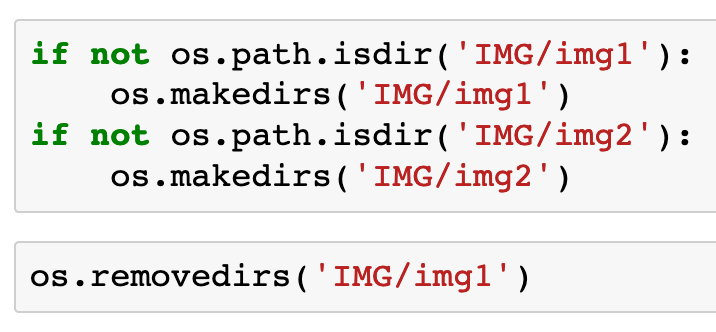 if not os.path.isdir('IMG/img1'):
    os.makedirs('IMG/img1')
if not os.path.isdir('IMG/img2'):
    os.makedirs('IMG/img2')
os.removedirs('IMG/img1')